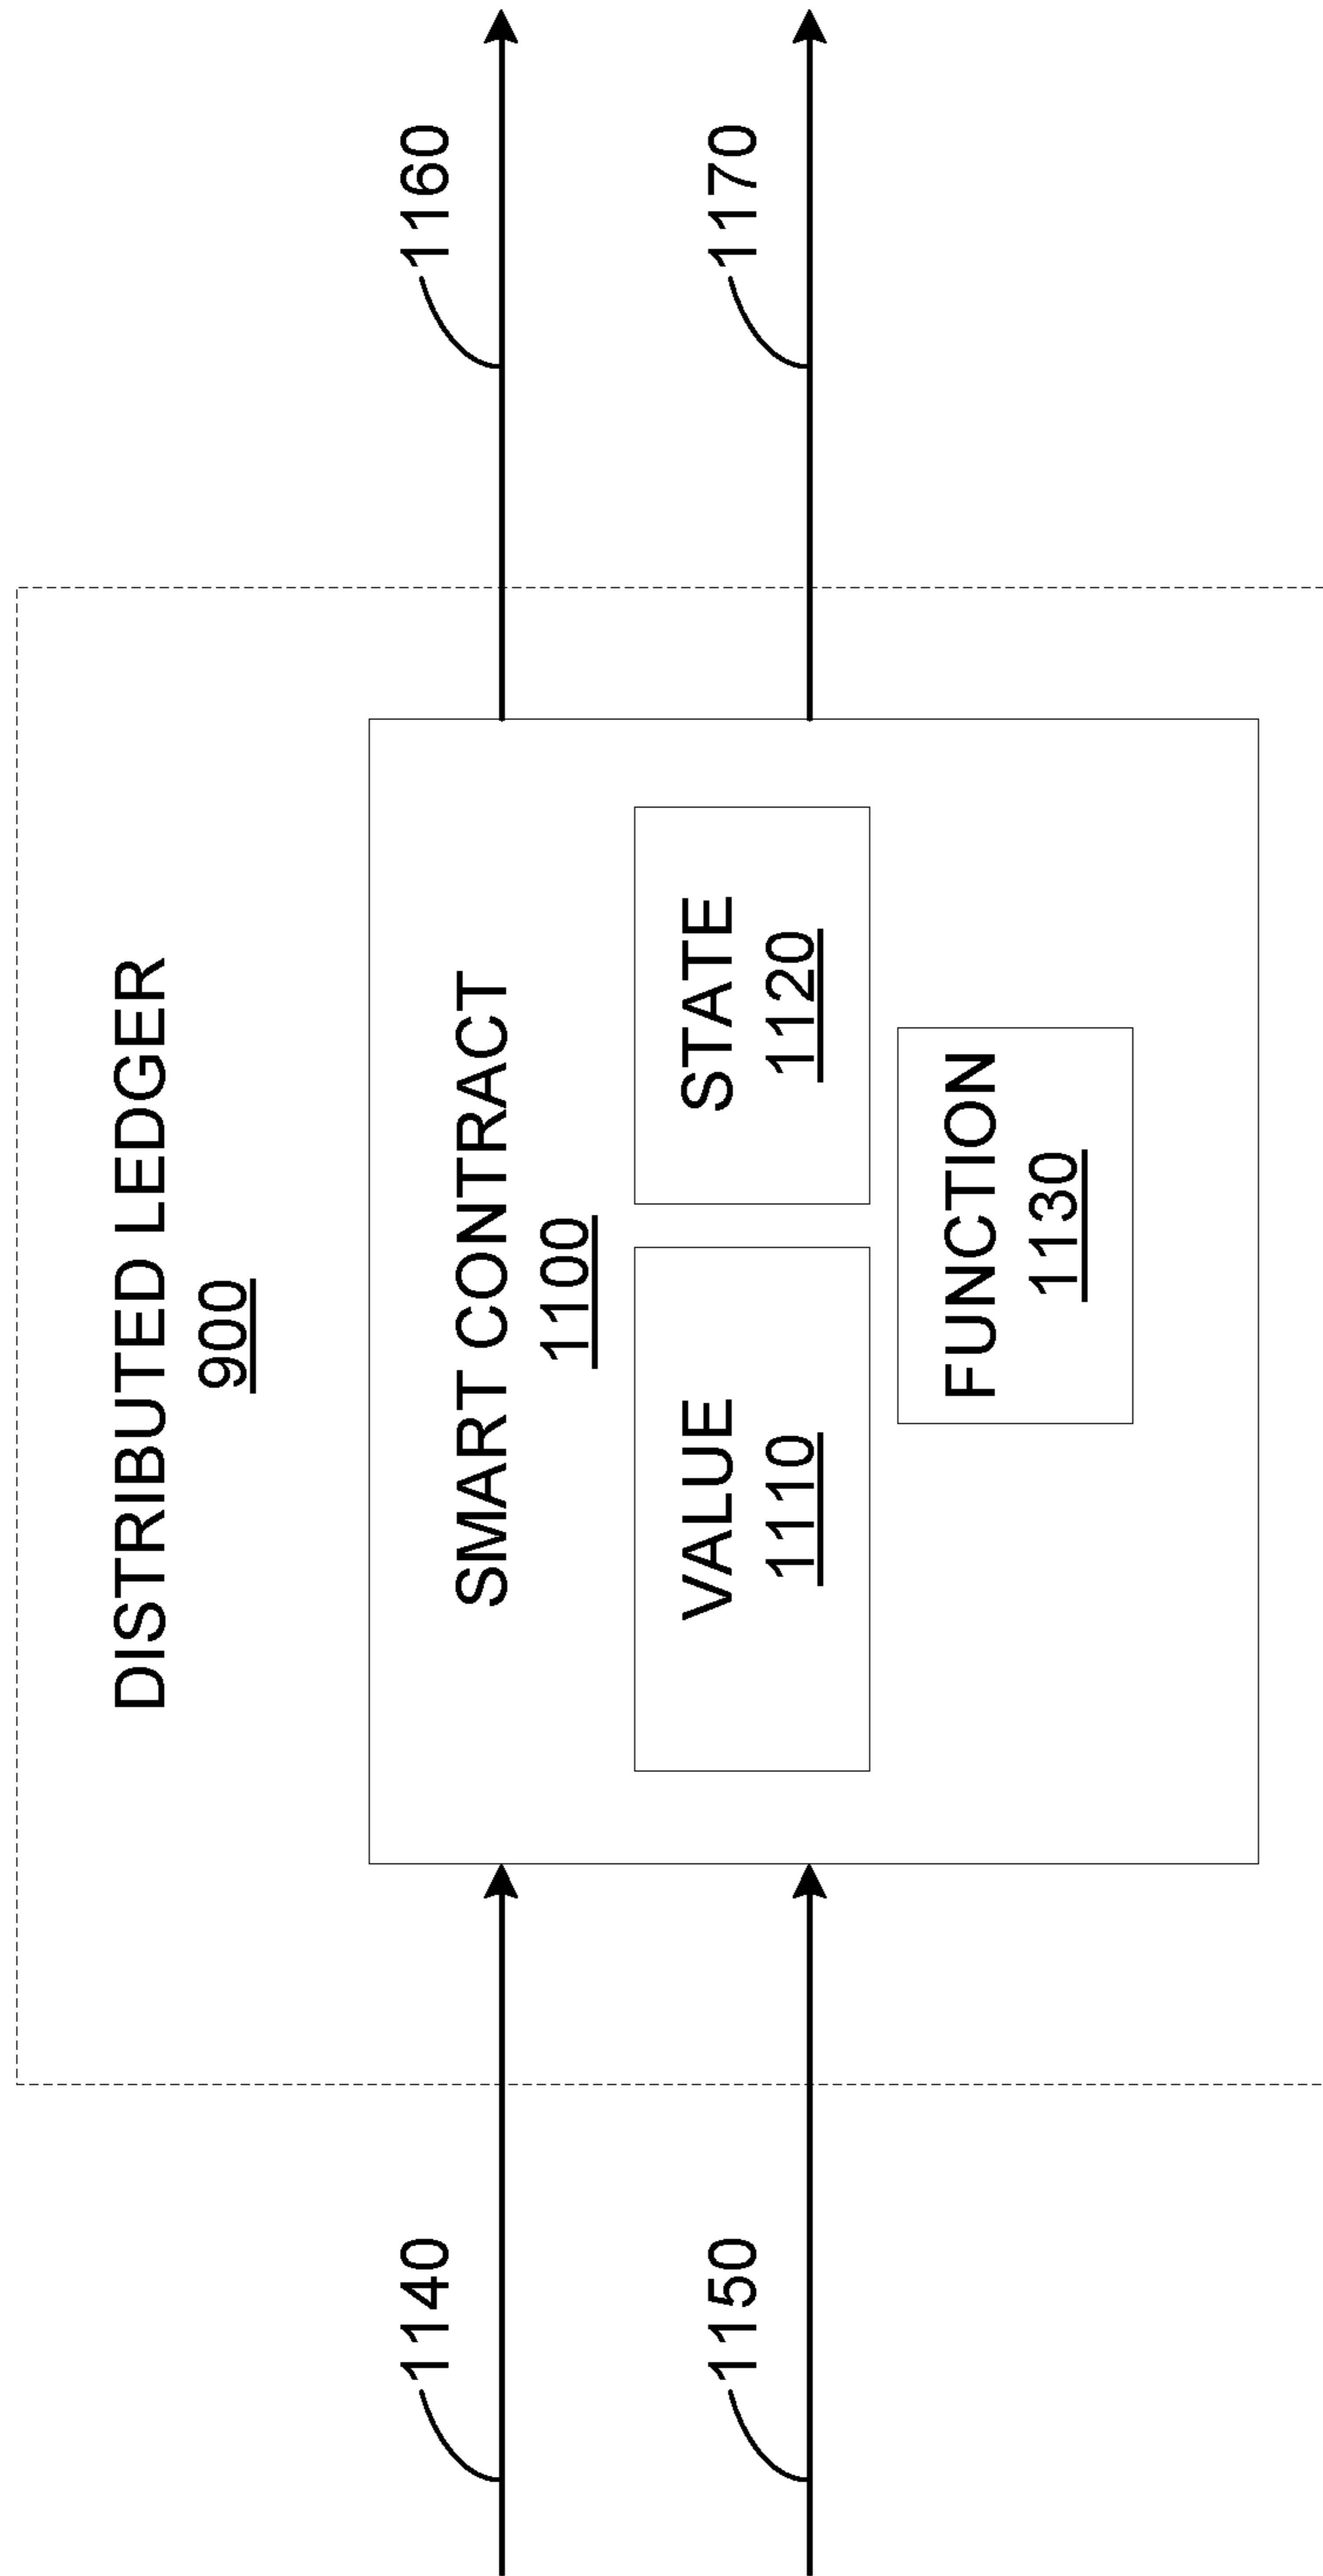 DISTRIBUTED LEDGER
900
SMART CONTRACT
1100
1140
1160
VALUE
1110
STATE
1120
1150
1170
FUNCTION
1130